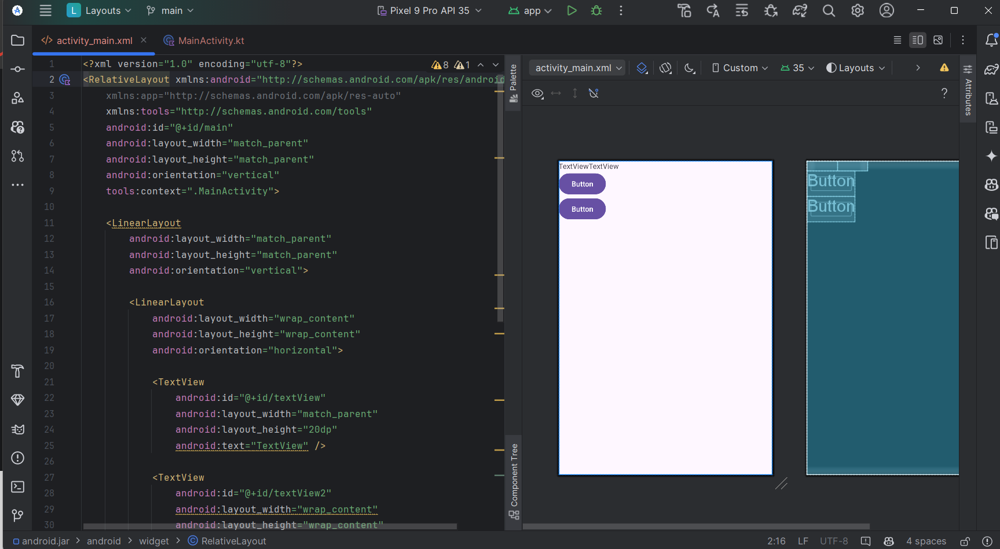 L Layouts main Pixel 9 Pro API 35 app
activity_main.xml MainActivity.kt
1 <?xml version="1.0" encoding="utf-8"?> 8 1
2 <RelativeLayout xmlns:android="http://schemas.android.com/apk/res/android
3 xmlns:app="http://schemas.android.com/apk/res-auto"
4 xmlns:tools="http://schemas.android.com/tools"
5 android:id="@+id/main"
6 android:layout_width="match_parent"
7 android:layout_height="match_parent"
8 android:orientation="vertical"
9 tools:context=".MainActivity">
10
11 <LinearLayout
12 android:layout_width="match_parent"
13 android:layout_height="match_parent"
14 android:orientation="vertical">
15
16 <LinearLayout
17 android:layout_width="wrap_content"
18 android:layout_height="wrap_content"
19 android:orientation="horizontal">
20
21 <TextView
22 android:id="@+id/textView"
23 android:layout_width="match_parent"
24 android:layout_height="20dp"
25 android:text="TextView" />
26
27 <TextView
28 android:id="@+id/textView2"
29 android:layout_width="wrap_content"
30 android:layout_height="wrap_content"
Palette
Component Tree
activity_main.xml Custom 35 Layouts
?
Attributes
TextViewTextView
Button
Button
Button
Button
android.jar > android > widget > RelativeLayout
2:16 LF UTF-8 4 spaces